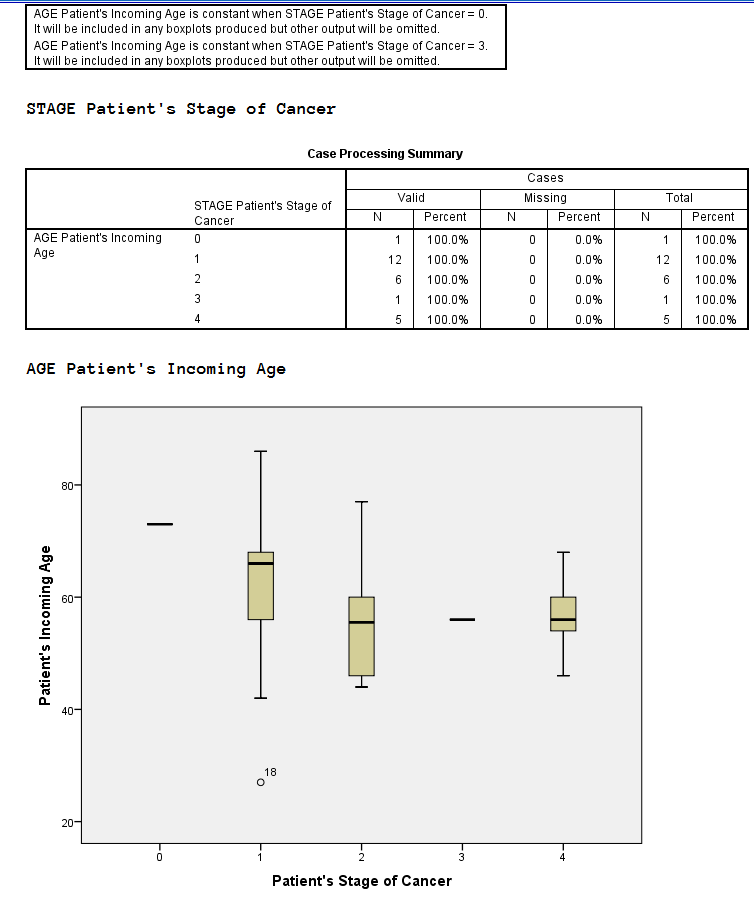 AGE Patient's Incoming Age is constant when STAGE Patient's Stage of Cancer = 0.
It will be included in any boxplots produced but other output will be omitted.
AGE Patient's Incoming Age is constant when STAGE Patient's Stage of Cancer = 3.
It will be included in any boxplots produced but other output will be omitted.
STAGE Patient's Stage of Cancer
Case Processing Summary
Cases
Valid Missing Total
STAGE Patient's Stage of
Cancer
N Percent N Percent N Percent
AGE Patient's Incoming
Age
0 1 100.0% 0 0.0% 1 100.0%
1 12 100.0% 0 0.0% 12 100.0%
2 6 100.0% 0 0.0% 6 100.0%
3 1 100.0% 0 0.0% 1 100.0%
4 5 100.0% 0 0.0% 5 100.0%
AGE Patient's Incoming Age
Patient's Incoming Age
80
60
40
20
18
0 1 2 3 4
Patient's Stage of Cancer